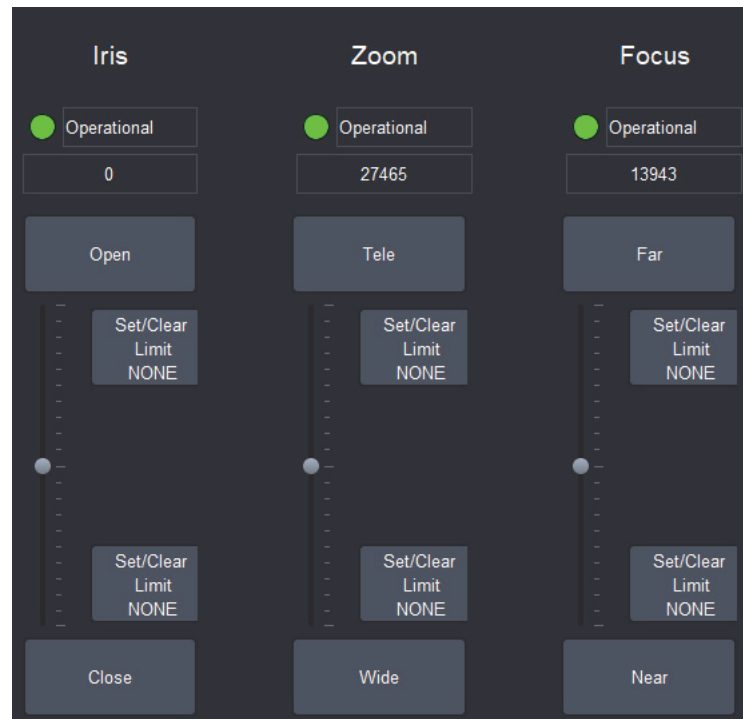 Iris Zoom Focus
Operational Operational Operational
0 27465 13943
Open Tele Far
Set/Clear Set/Clear Set/Clear
Limit Limit Limit
NONE NONE NONE
Set/Clear Set/Clear Set/Clear
Limit Limit Limit
NONE NONE NONE
Close Wide Near